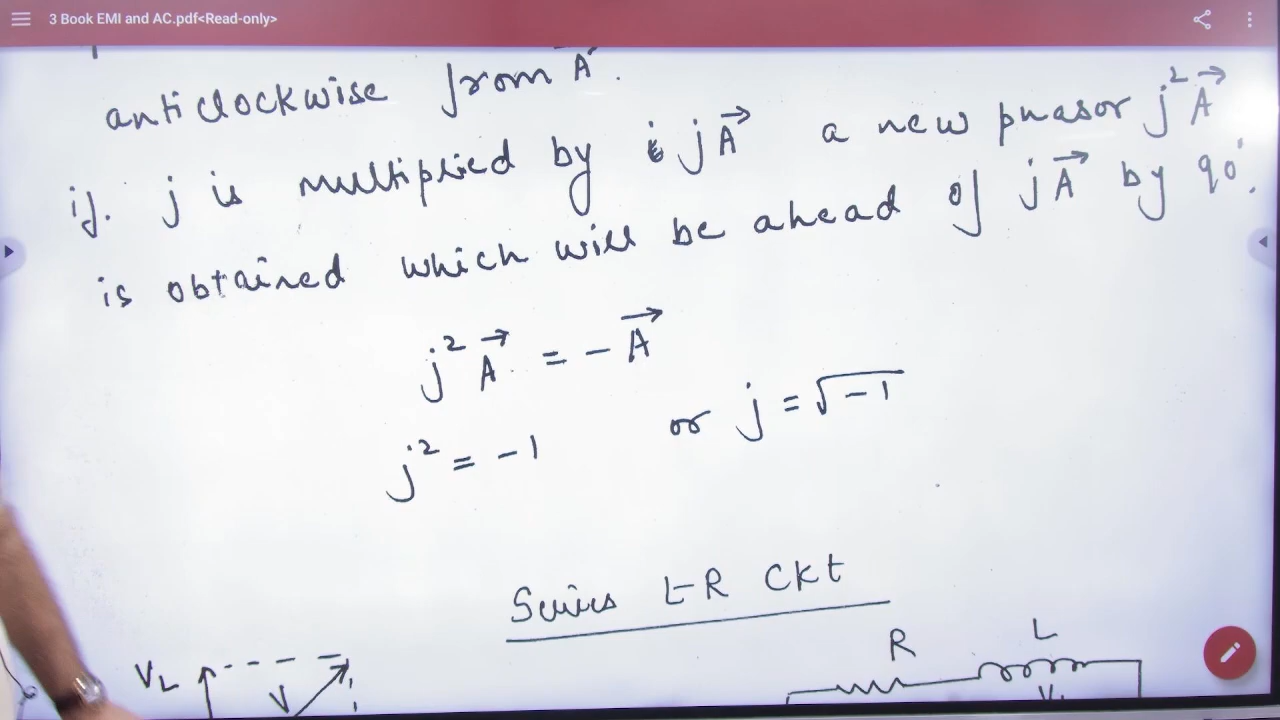 3 Book EMI and AC.pdf<Read-only>
anticlockwise from A⃗.
if. j is multiplied by j A⃗ a new phasor j² A⃗
is obtained which will be ahead of j A⃗ by 90°.
j² A⃗ = - A⃗
j² = -1 or j = √-1
Series L-R Ckt
R L
V_L V